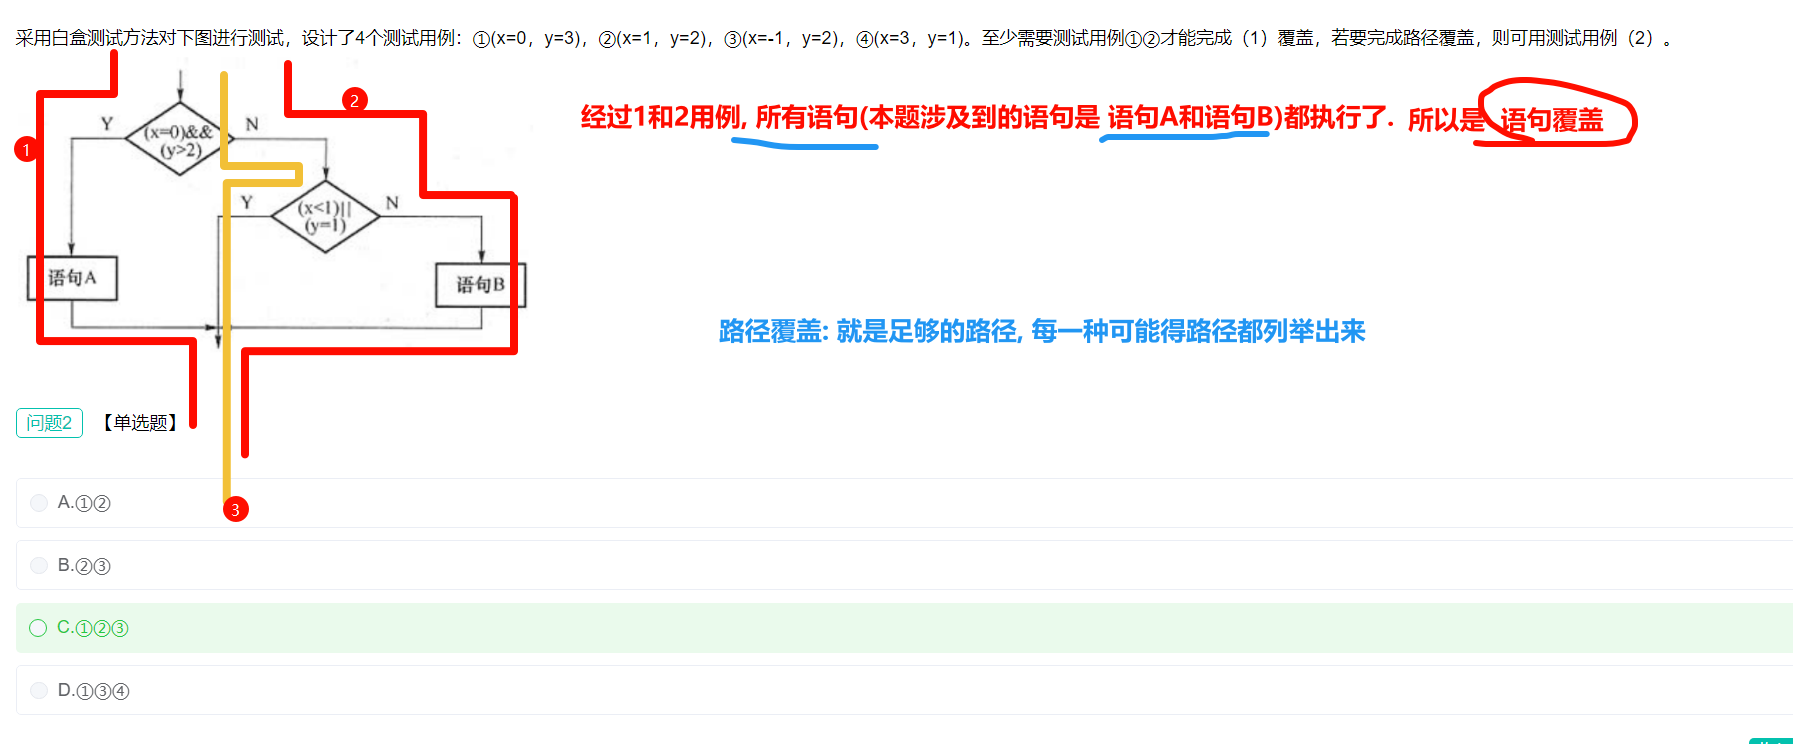 采用白盒测试方法对下图进行测试，设计了4个测试用例：①(x=0，y=3)，②(x=1，y=2)，③(x=-1，y=2)，④(x=3，y=1)。至少需要测试用例①②才能完成（1）覆盖，若要完成路径覆盖，则可用测试用例（2）。
2
经过1和2用例, 所有语句(本题涉及到的语句是 语句A和语句B)都执行了. 所以是 语句覆盖
Y
(x=0)&&
(y>2)
N
1
Y
(x<1)||
(y=1)
N
语句A
语句B
路径覆盖: 就是足够的路径, 每一种可能得路径都列举出来
问题2 【单选题】
A.①②
3
B.②③
C.①②③
D.①③④